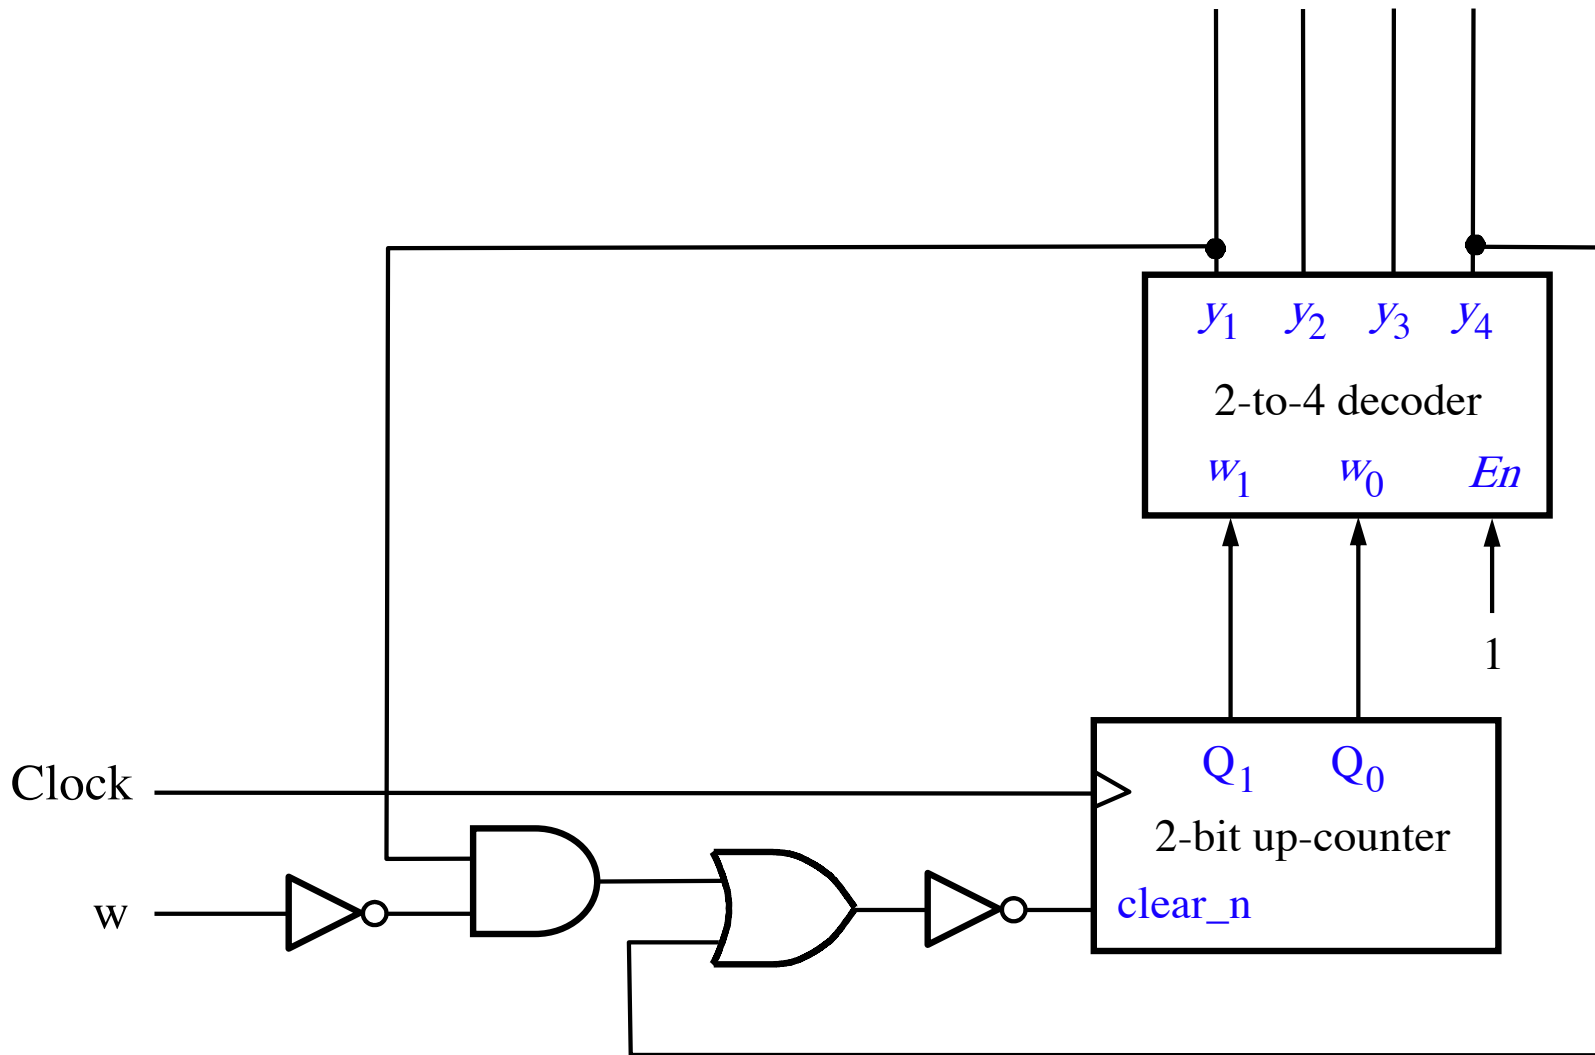 y1 y2 y3 y4
2-to-4 decoder
w1 w0 En
1
Clock
Q1 Q0
2-bit up-counter
w
clear_n